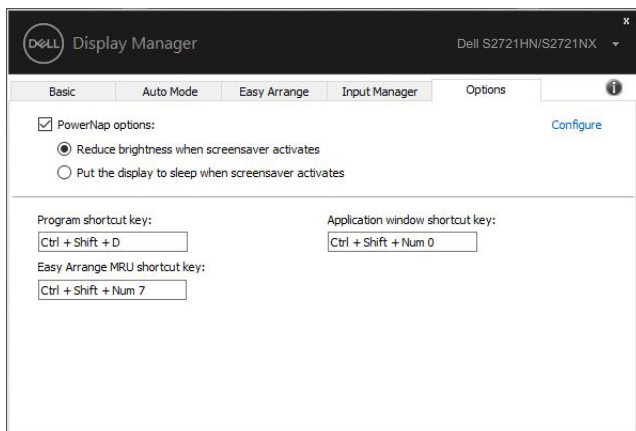 x
DELL Display Manager Dell S2721HN/S2721NX
Basic Auto Mode Easy Arrange Input Manager Options i
PowerNap options: Configure
Reduce brightness when screensaver activates
Put the display to sleep when screensaver activates
Program shortcut key: Application window shortcut key:
Ctrl + Shift + D Ctrl + Shift + Num 0
Easy Arrange MRU shortcut key:
Ctrl + Shift + Num 7